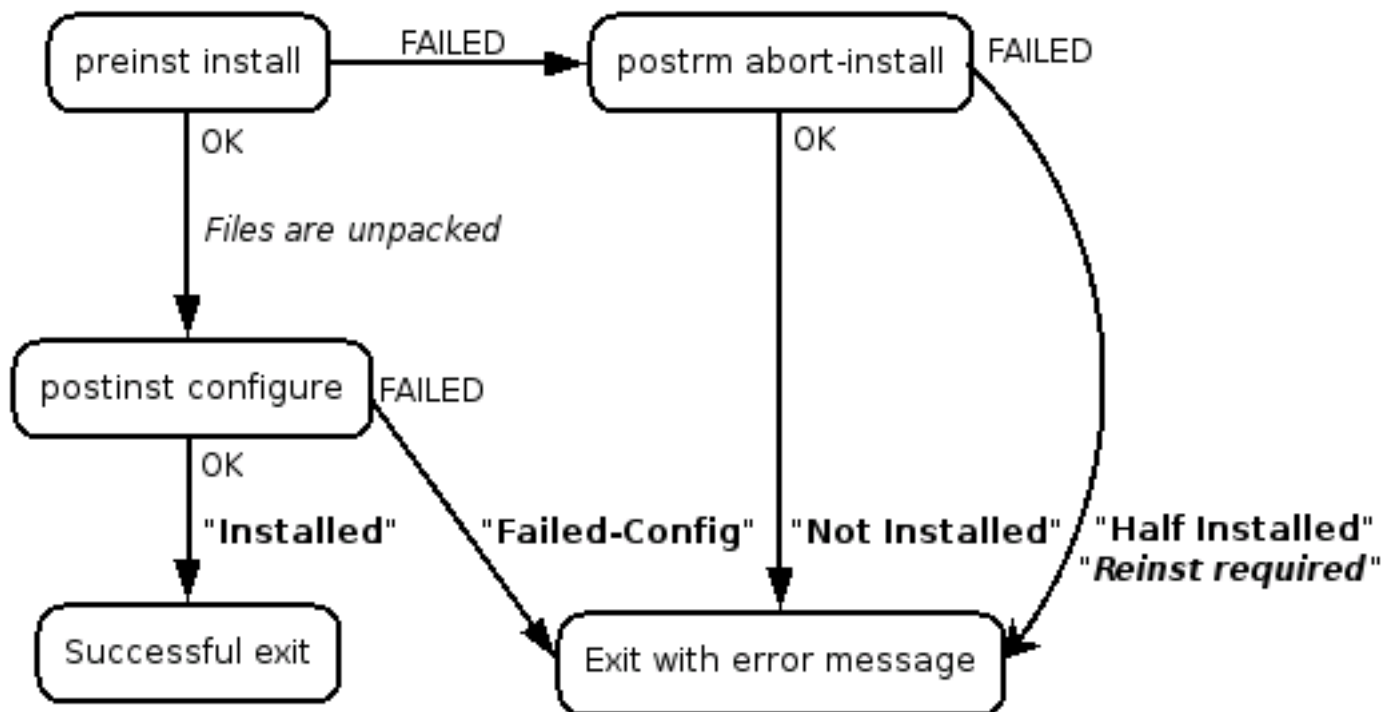 preinst install
FAILED
postrm abort-install
FAILED
OK
OK
Files are unpacked
postinst configure
FAILED
OK
"Installed"
"Failed-Config"
"Not Installed"
"Half Installed"
"Reinst required"
Successful exit
Exit with error message